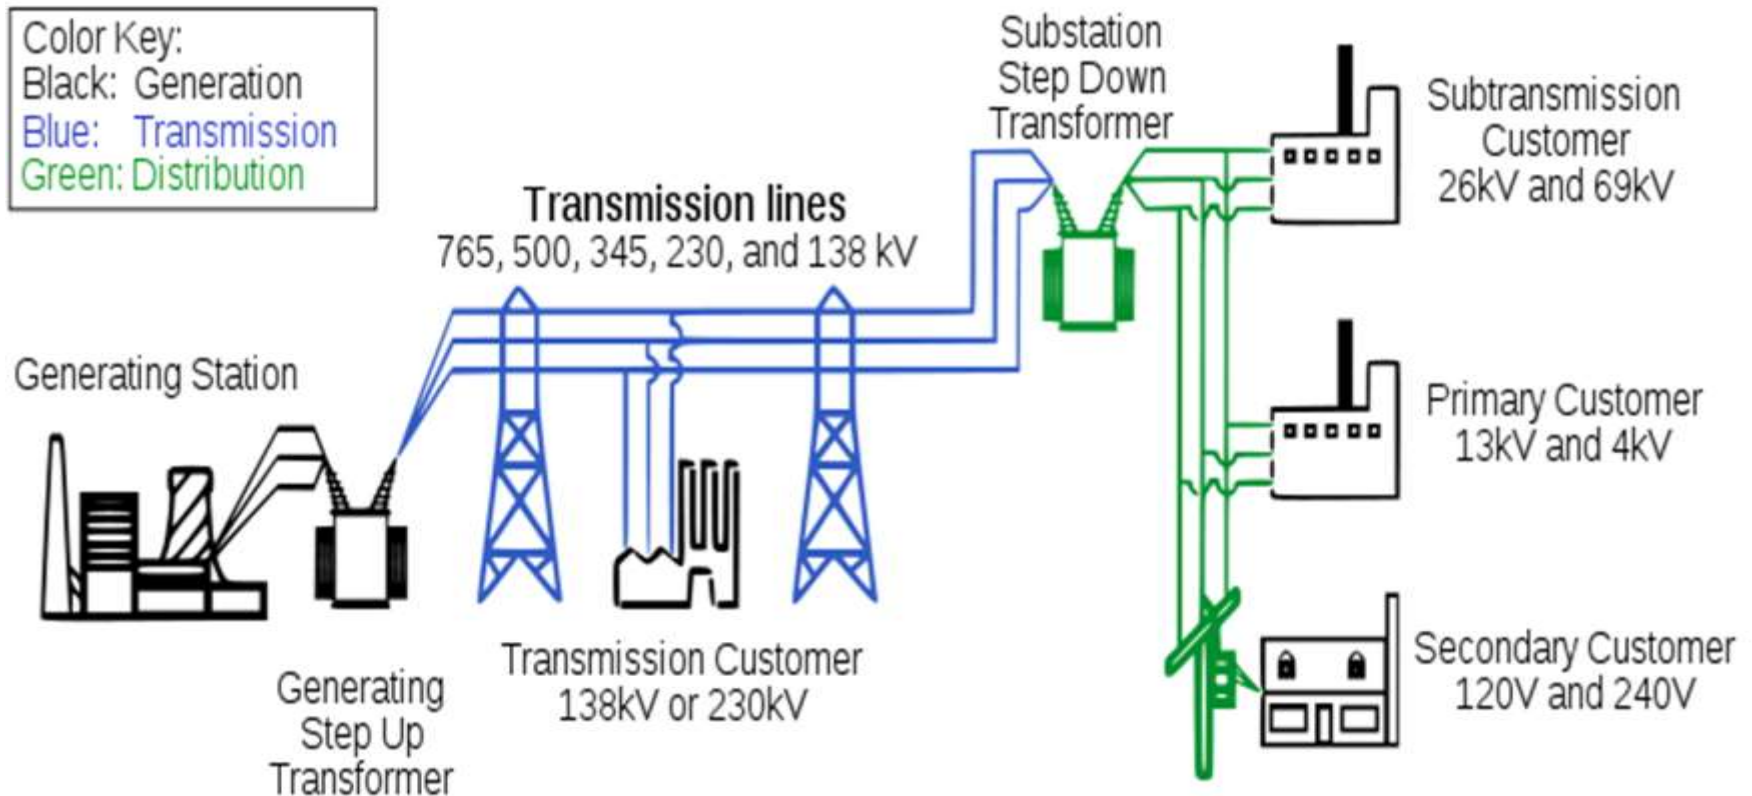 Color Key:
Black: Generation
Blue: Transmission
Green: Distribution
Substation
Step Down
Transformer
Subtransmission
Customer
26kV and 69kV
Transmission lines
765, 500, 345, 230, and 138 kV
Generating Station
Primary Customer
13kV and 4kV
Transmission Customer
138kV or 230kV
Generating
Step Up
Transformer
Secondary Customer
120V and 240V